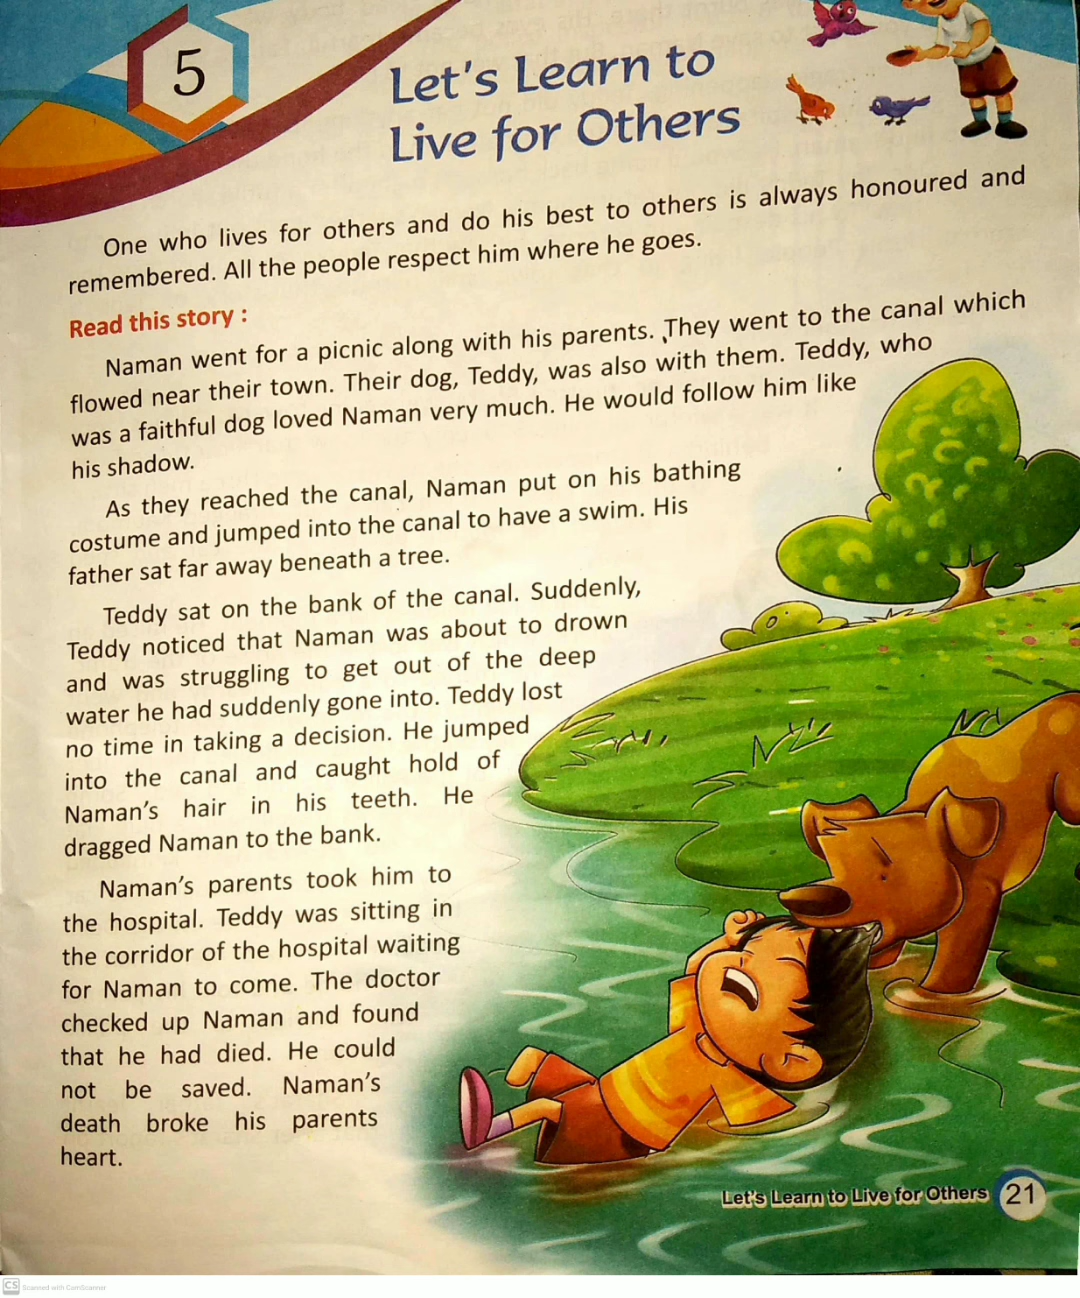 5
Let's Learn to
Live for Others
One who lives for others and do his best to others is always honoured and
remembered. All the people respect him where he goes.
Read this story :
Naman went for a picnic along with his parents. They went to the canal which
flowed near their town. Their dog, Teddy, was also with them. Teddy, who
was a faithful dog loved Naman very much. He would follow him like
his shadow.
As they reached the canal, Naman put on his bathing
costume and jumped into the canal to have a swim. His
father sat far away beneath a tree.
Teddy sat on the bank of the canal. Suddenly,
Teddy noticed that Naman was about to drown
and was struggling to get out of the deep
water he had suddenly gone into. Teddy lost
no time in taking a decision. He jumped
into the canal and caught hold of
Naman's hair in his teeth. He
dragged Naman to the bank.
Naman's parents took him to
the hospital. Teddy was sitting in
the corridor of the hospital waiting
for Naman to come. The doctor
checked up Naman and found
that he had died. He could
not be saved. Naman's
death broke his parents
heart.
Let's Learn to Live for Others 21
CS Scanned with CamScanner